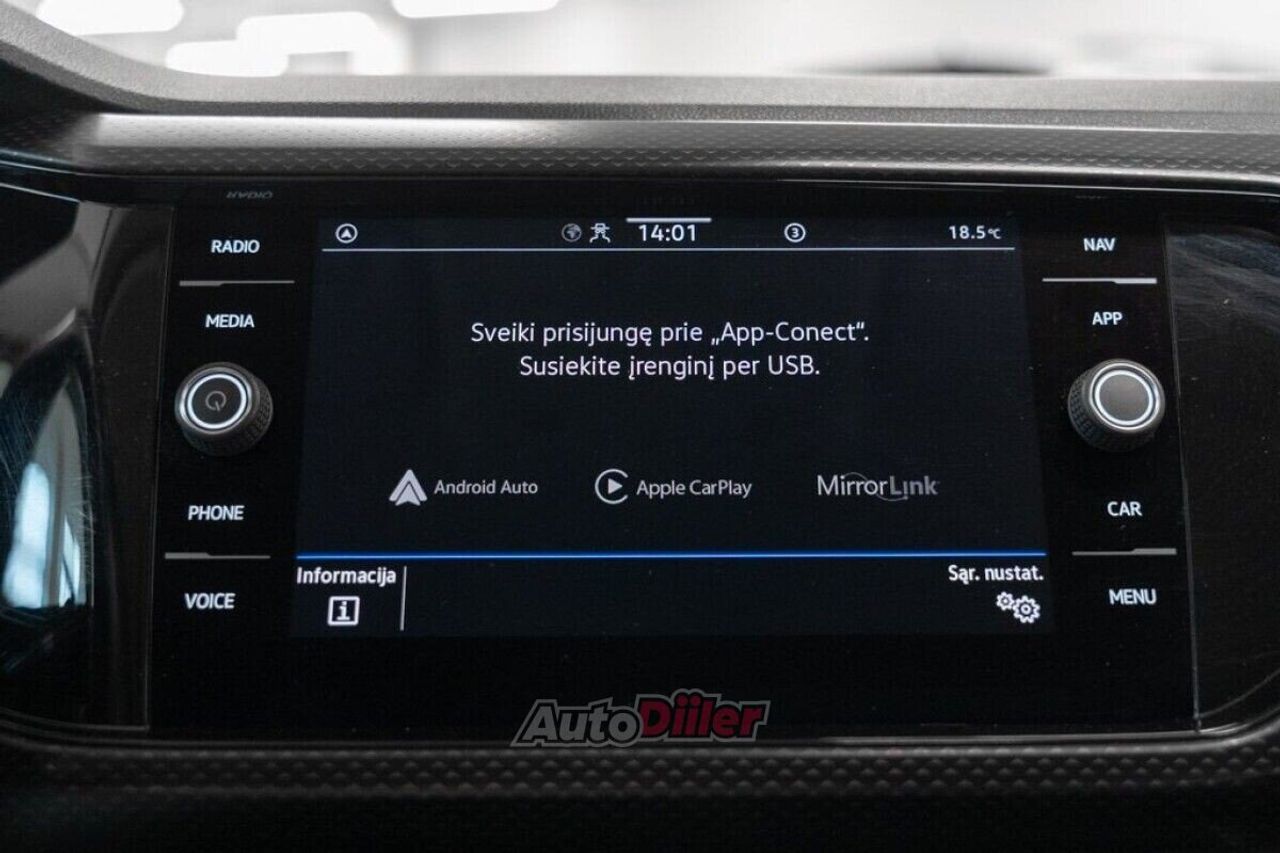 RADIO
MEDIA
PHONE
VOICE
14:01
3
18.5°C
Sveiki prisijungę prie „App-Conect“.
Susiekite įrenginį per USB.
Android Auto
Apple CarPlay
MirrorLink
Informacija
i
Sąr. nustat.
NAV
APP
CAR
MENU
AutoDiiler